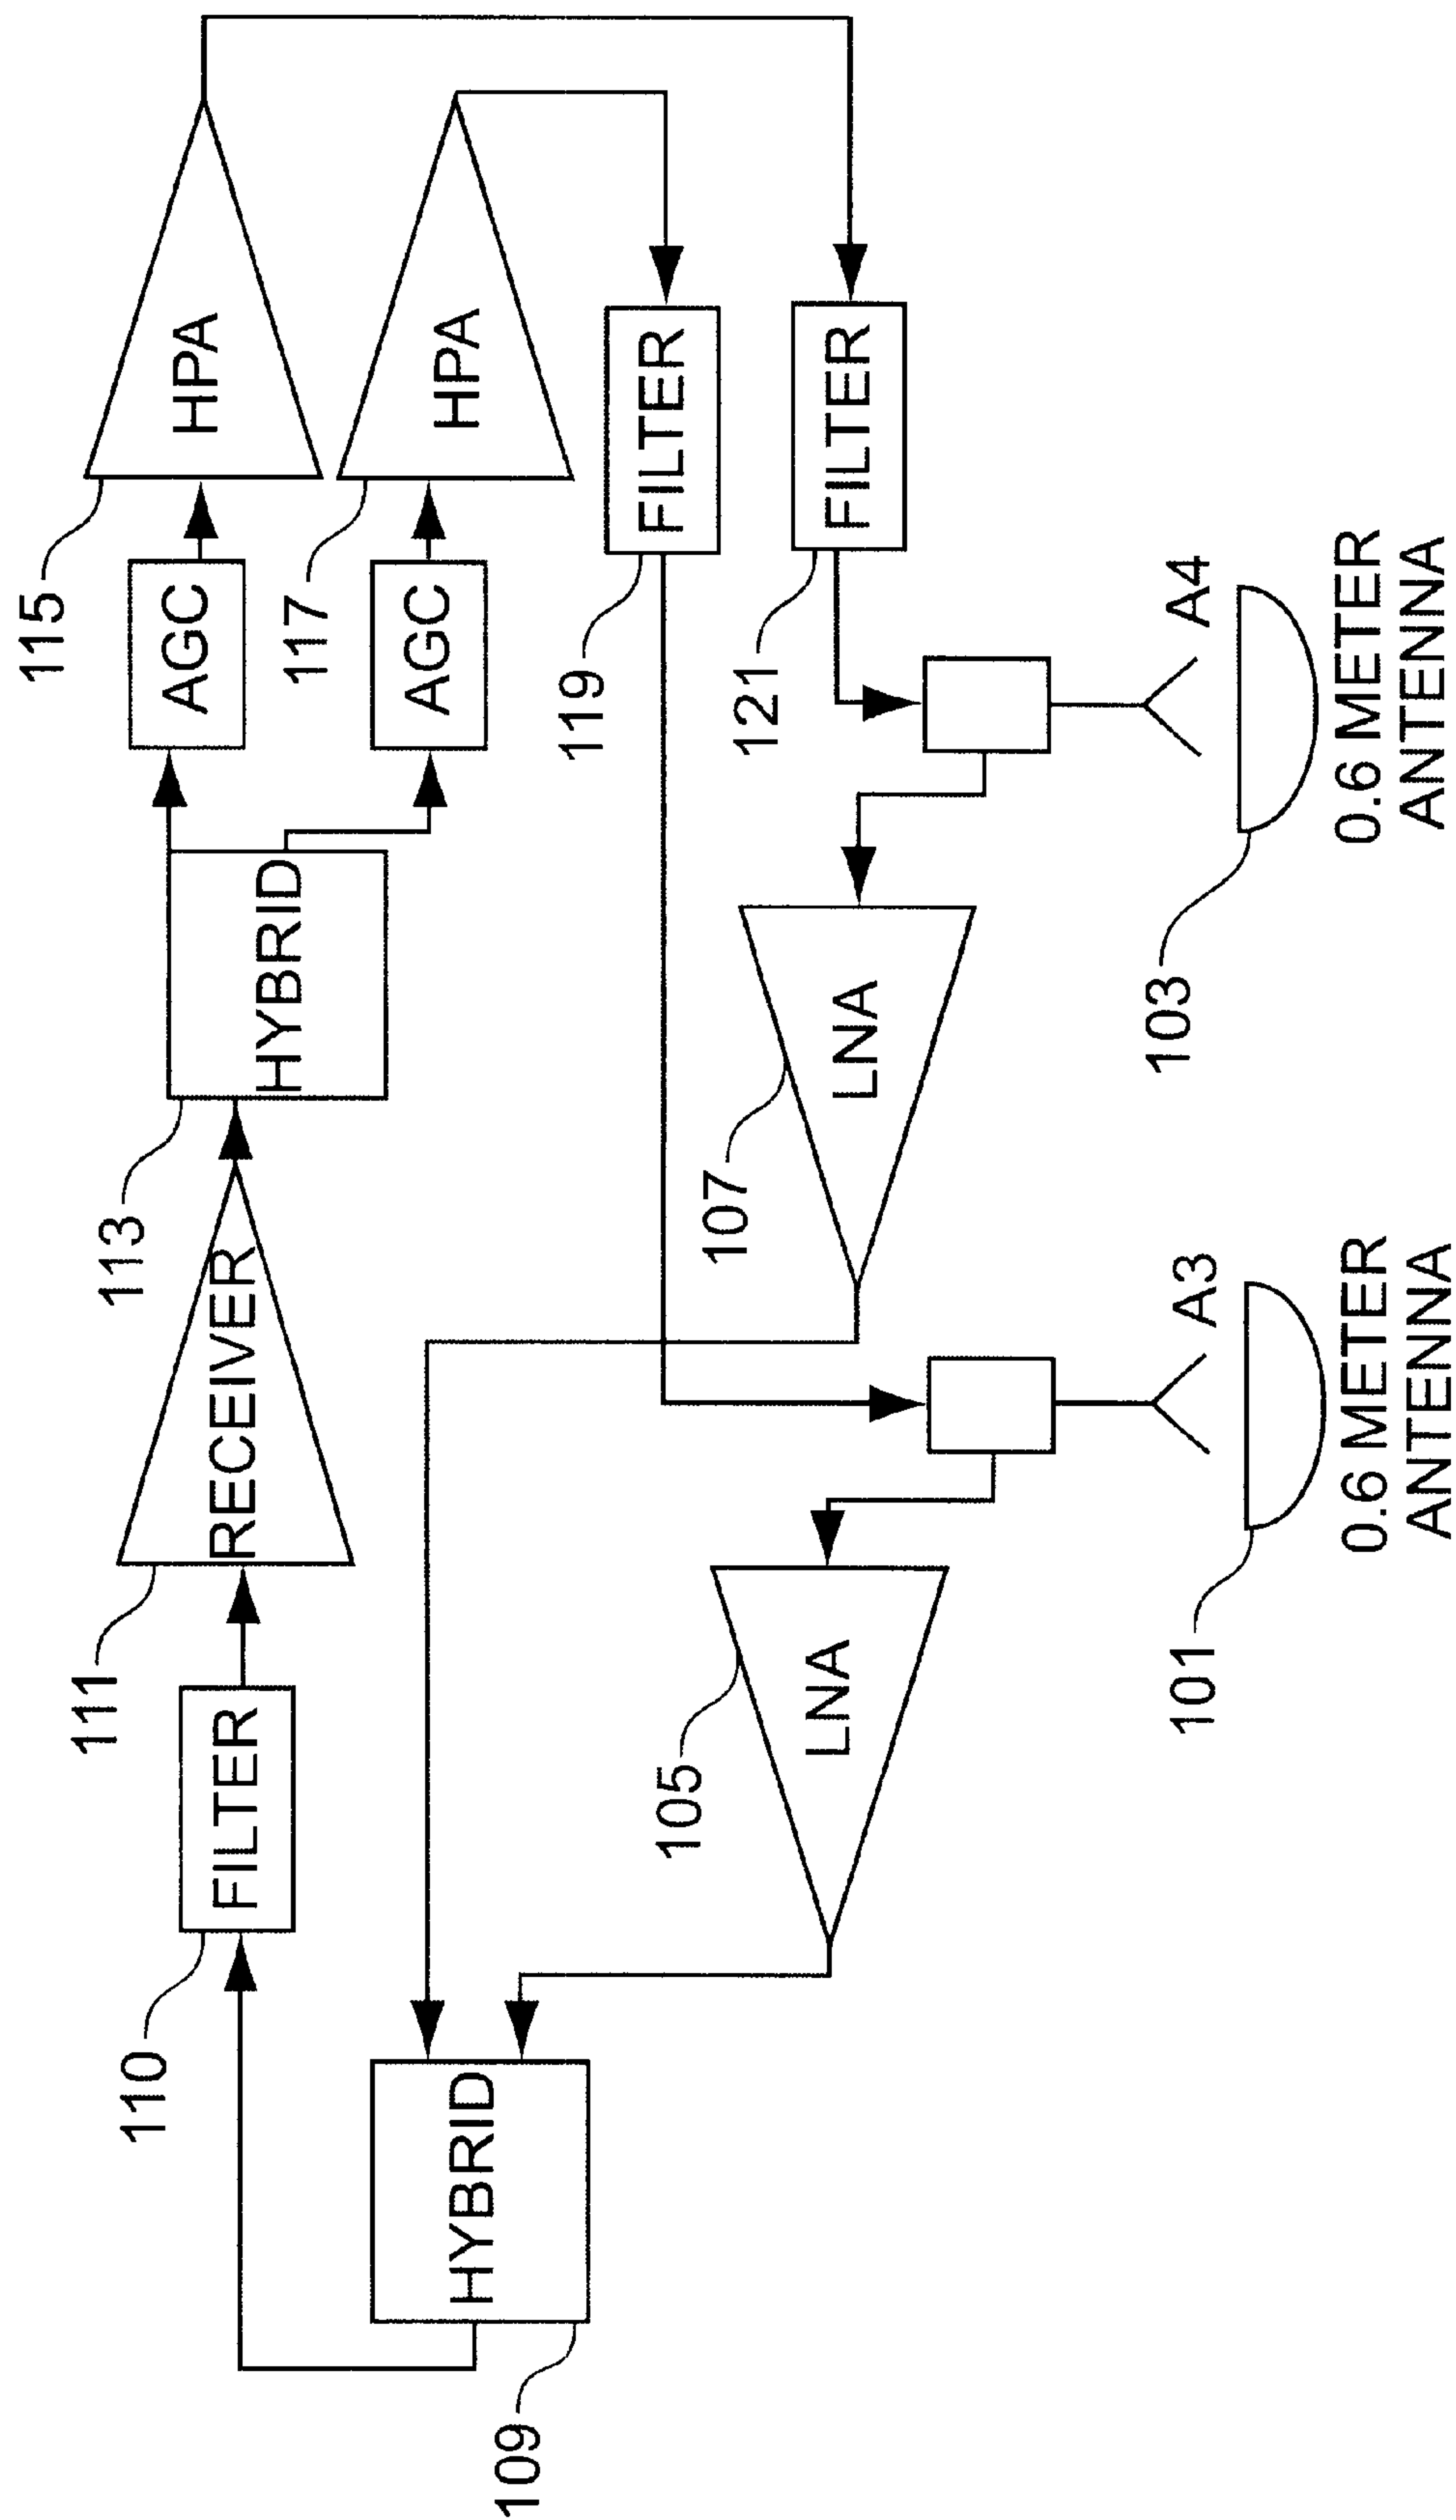 115
HPA
AGC
117
HPA
AGC
113
HYBRID
119
FILTER
121
FILTER
111
RECEIVER
110
FILTER
107
LNA
105
LNA
109
HYBRID
A4
103
0.6 METER
ANTENNA
A3
101
0.6 METER
ANTENNA